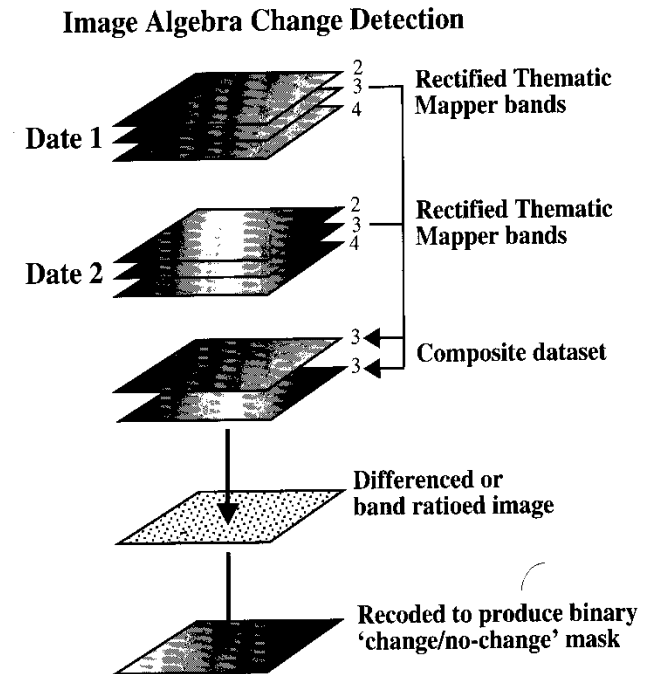 Image Algebra Change Detection
2
3
4
Rectified Thematic
Mapper bands
Date 1
2
3
4
Rectified Thematic
Mapper bands
Date 2
3
3
Composite dataset
Differenced or
band ratioed image
Recoded to produce binary
‘change/no-change’ mask